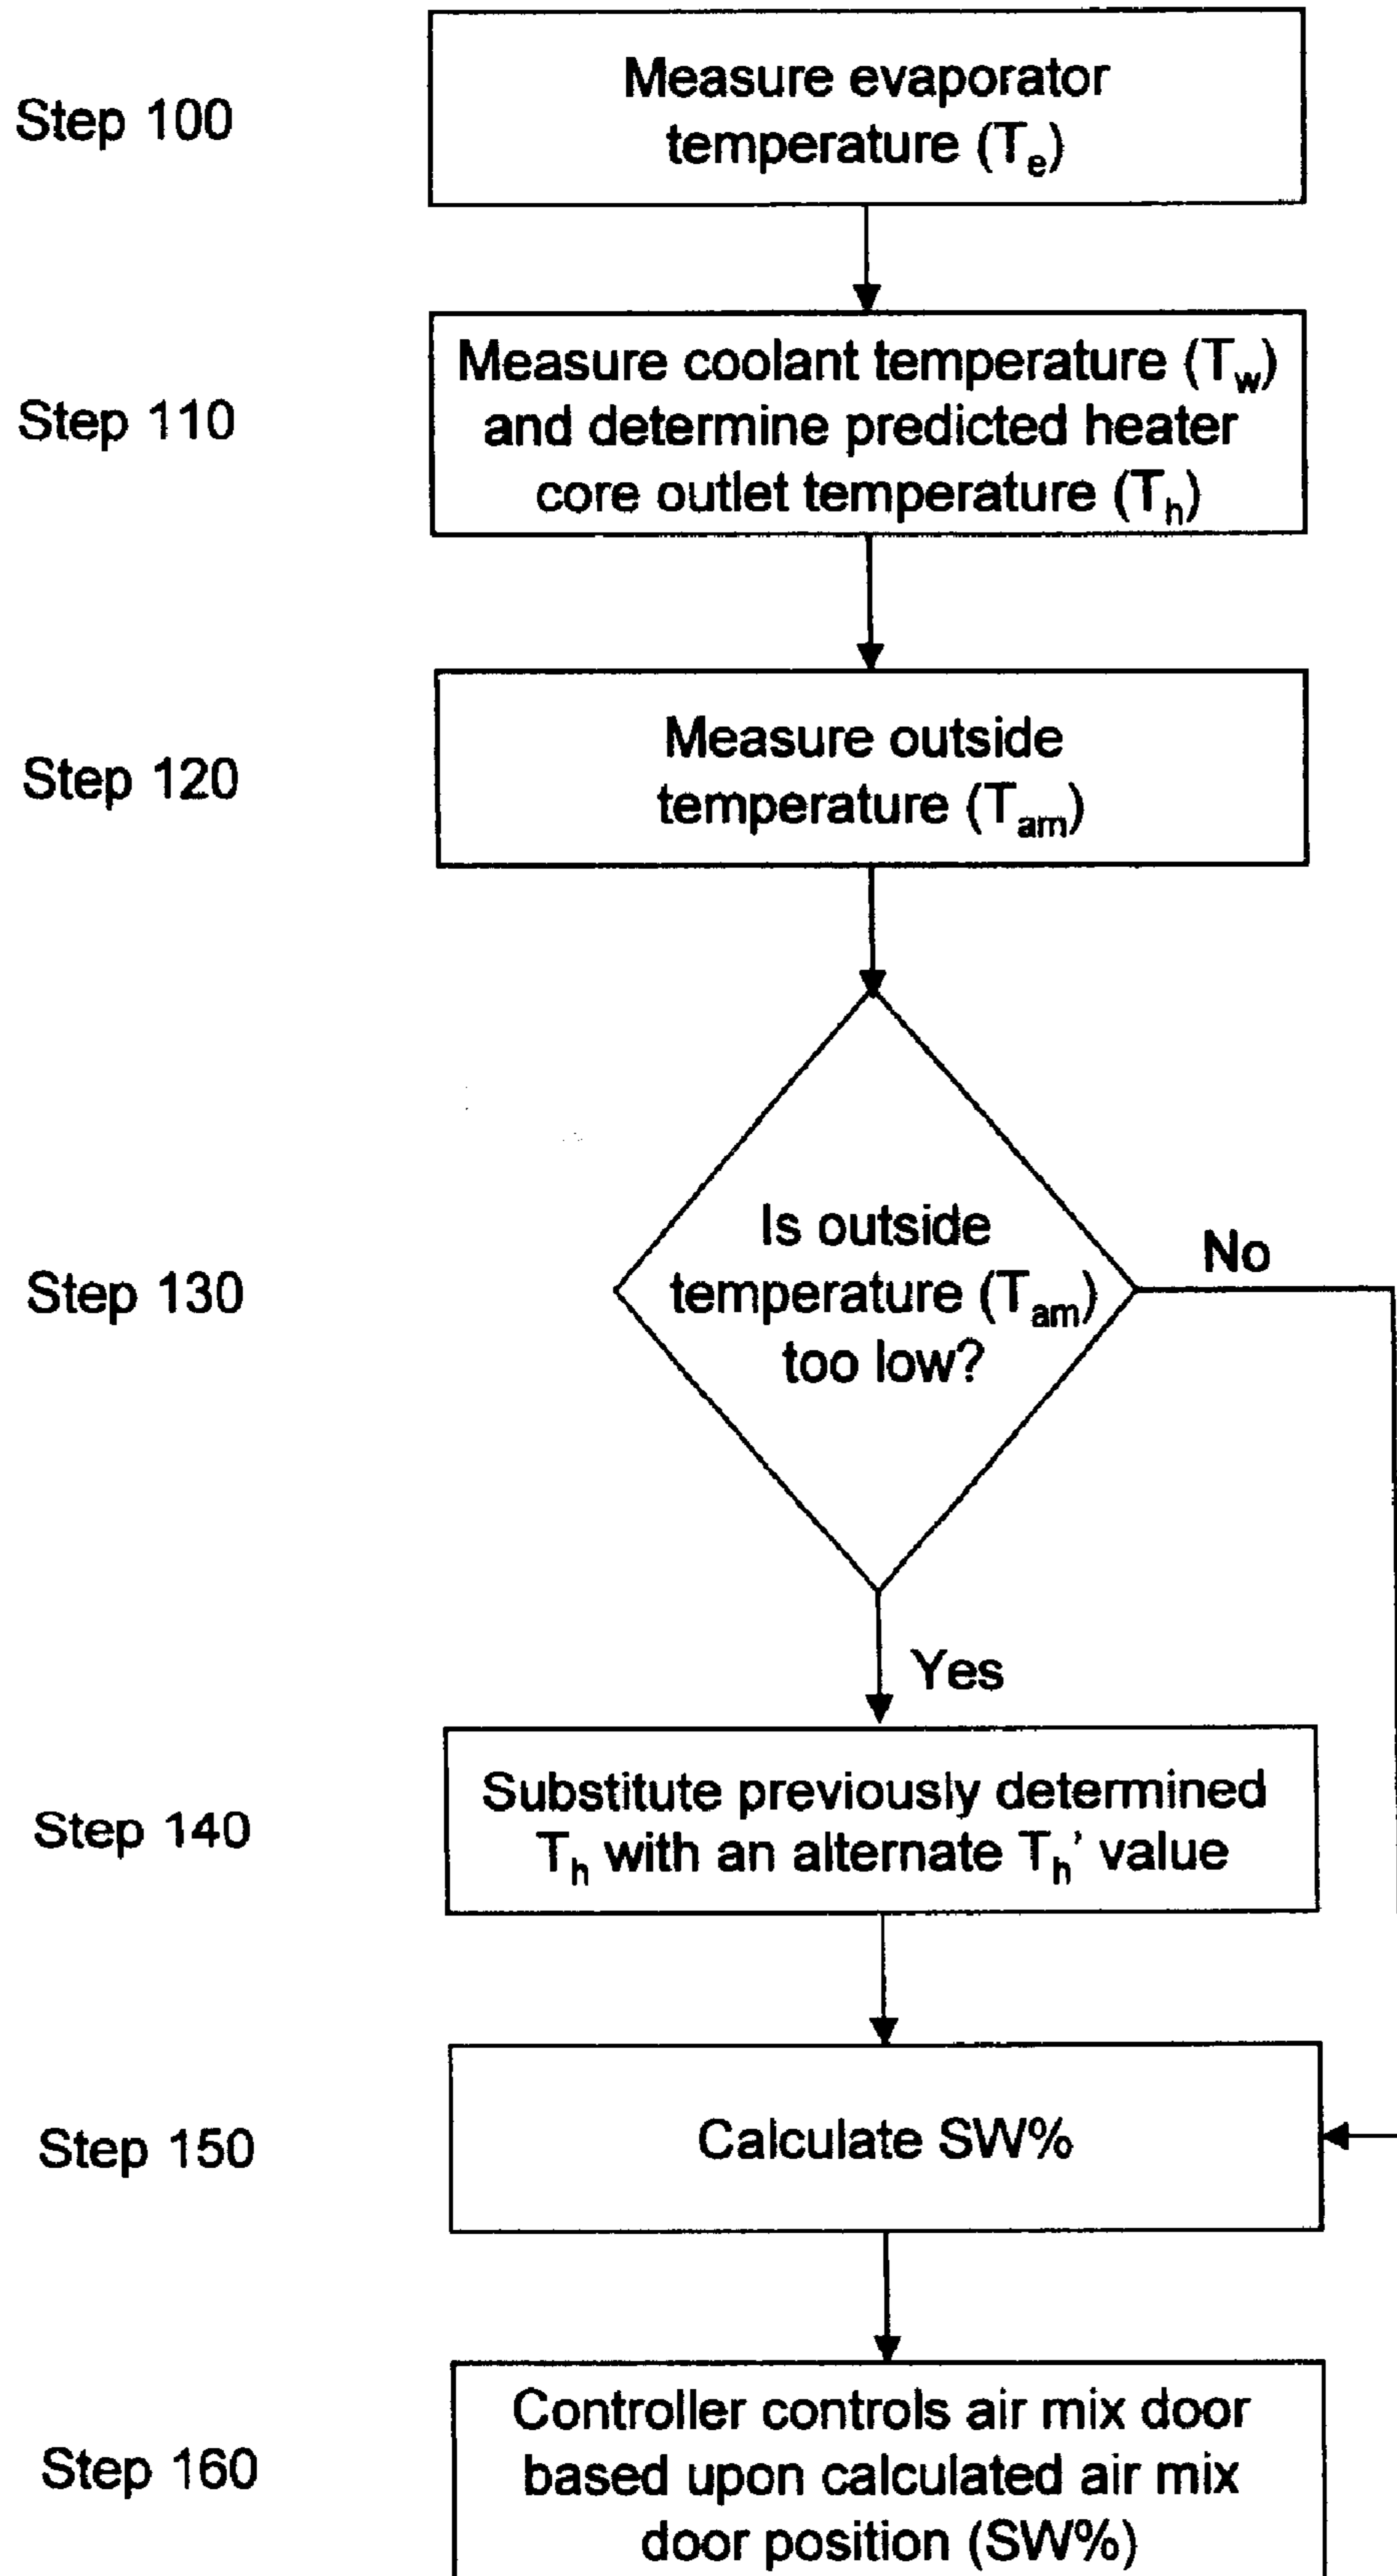 Step 100
Measure evaporator
temperature (Te)
Step 110
Measure coolant temperature (Tw)
and determine predicted heater
core outlet temperature (Th)
Step 120
Measure outside
temperature (Tam)
Step 130
Is outside
temperature (Tam)
too low?
No
Yes
Step 140
Substitute previously determined
Th with an alternate Th' value
Step 150
Calculate SW%
Step 160
Controller controls air mix door
based upon calculated air mix
door position (SW%)